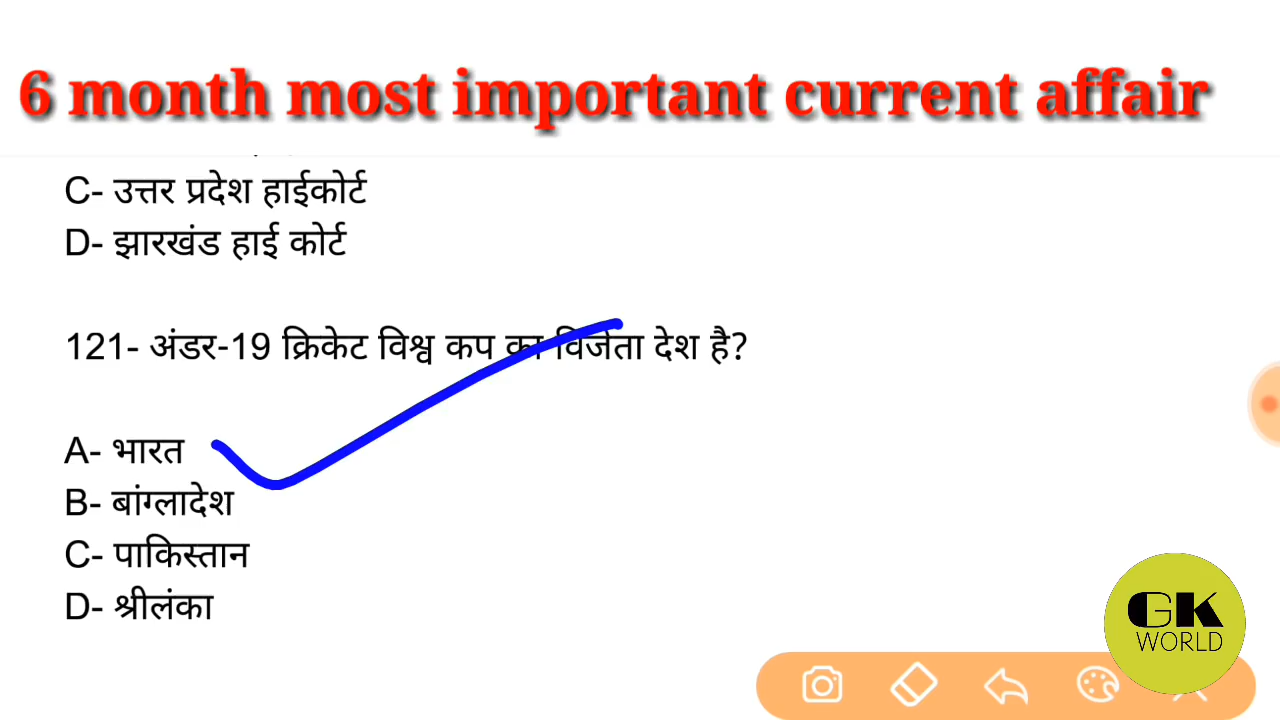 6 month most important current affair
C- उत्तर प्रदेश हाईकोर्ट
D- झारखंड हाई कोर्ट
121- अंडर-19 क्रिकेट विश्व कप का विजेता देश है?
A- भारत
B- बांग्लादेश
C- पाकिस्तान
D- श्रीलंका
GK
WORLD